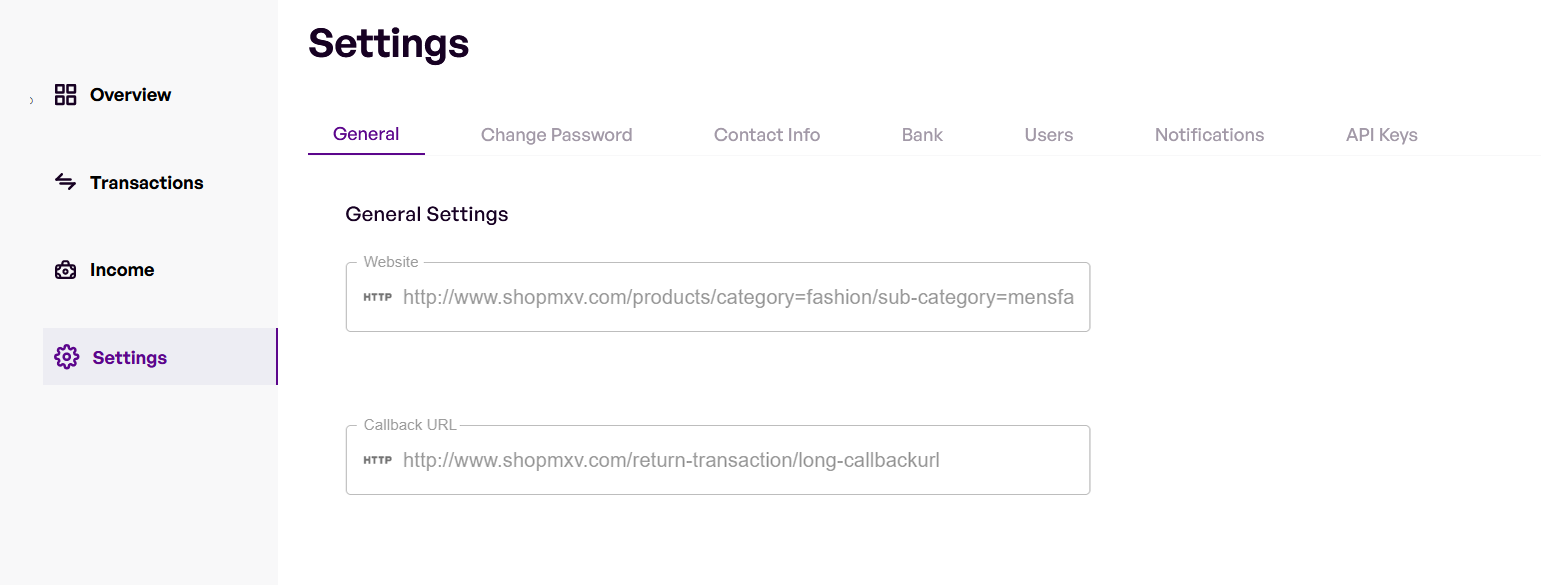 Settings
Overview
Transactions
Income
Settings
General Change Password Contact Info Bank Users Notifications API Keys
General Settings
Website
HTTP http://www.shopmxv.com/products/category=fashion/sub-category=mensfa
Callback URL
HTTP http://www.shopmxv.com/return-transaction/long-callbackurl